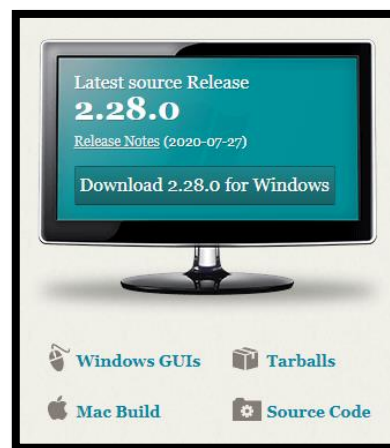 Latest source Release
2.28.0
Release Notes (2020-07-27)
Download 2.28.0 for Windows
Windows GUIs
Tarballs
Mac Build
Source Code